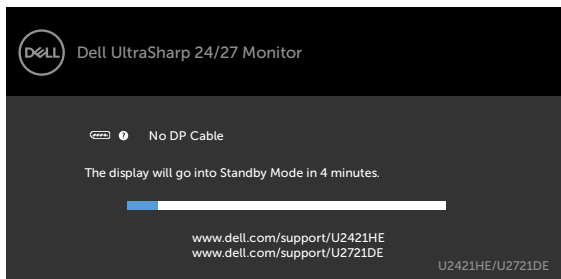 DELL
Dell UltraSharp 24/27 Monitor
? No DP Cable
The display will go into Standby Mode in 4 minutes.
www.dell.com/support/U2421HE
www.dell.com/support/U2721DE
U2421HE/U2721DE